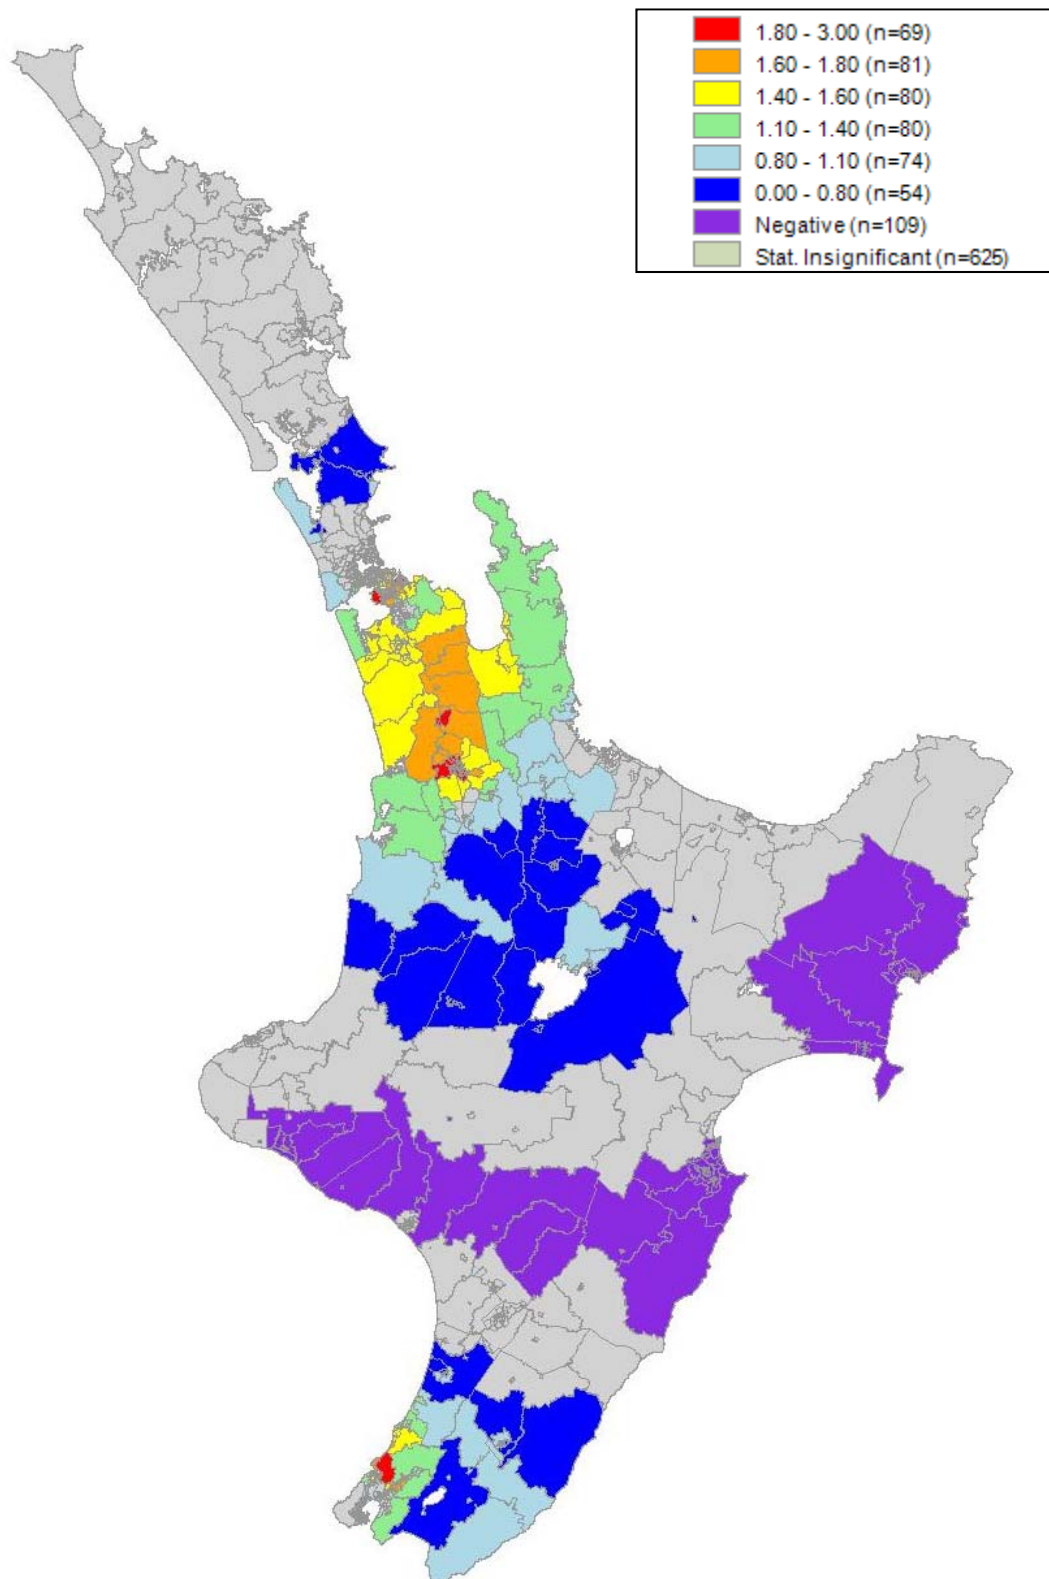 1.80 - 3.00 (n=69)
1.60 - 1.80 (n=81)
1.40 - 1.60 (n=80)
1.10 - 1.40 (n=80)
0.80 - 1.10 (n=74)
0.00 - 0.80 (n=54)
Negative (n=109)
Stat. Insignificant (n=625)